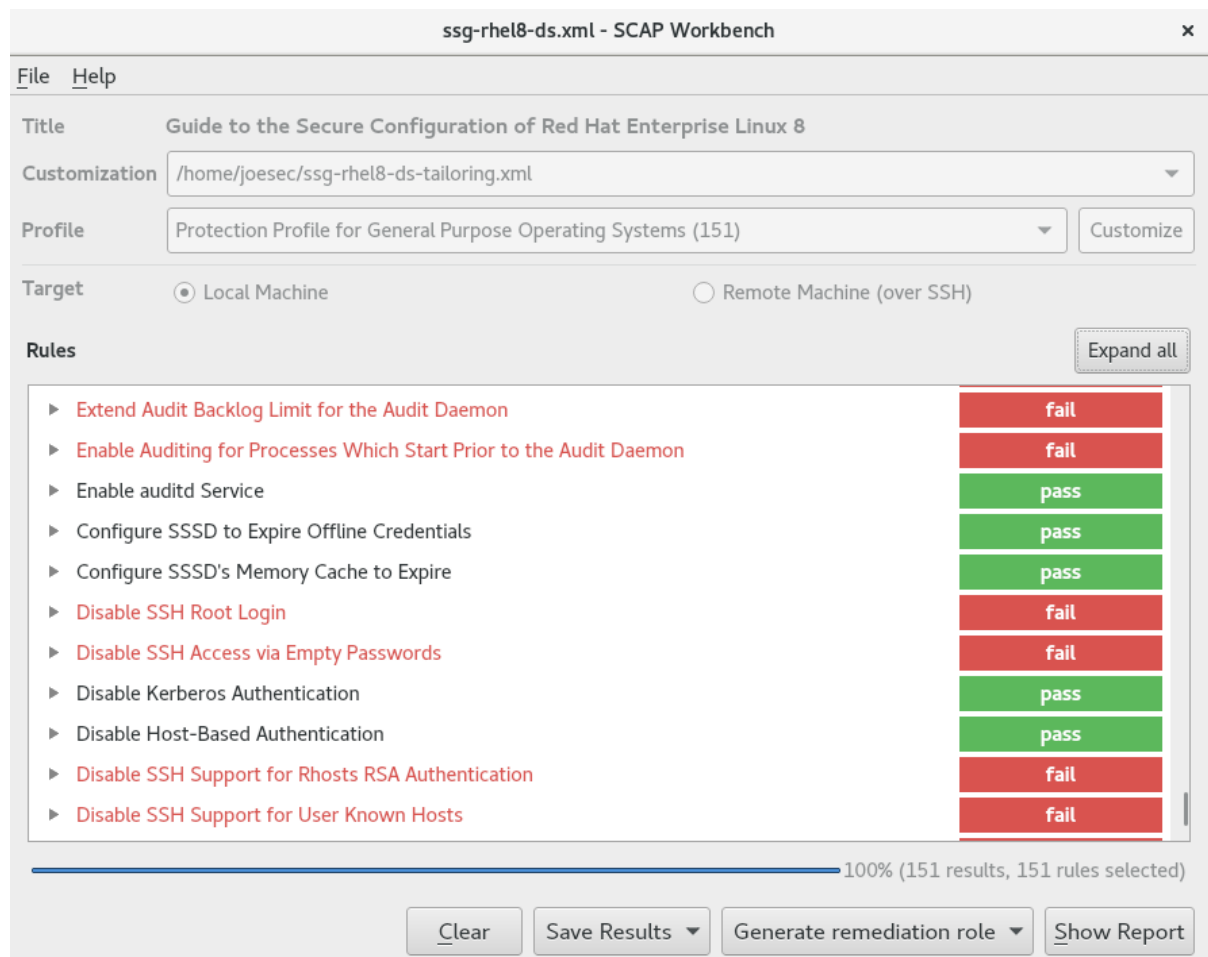 ssg-rhel8-ds.xml - SCAP Workbench ×
File Help
Title Guide to the Secure Configuration of Red Hat Enterprise Linux 8
Customization /home/joesec/ssg-rhel8-ds-tailoring.xml
Profile Protection Profile for General Purpose Operating Systems (151) Customize
Target Local Machine Remote Machine (over SSH)
Rules Expand all
Extend Audit Backlog Limit for the Audit Daemon fail
Enable Auditing for Processes Which Start Prior to the Audit Daemon fail
Enable auditd Service pass
Configure SSSD to Expire Offline Credentials pass
Configure SSSD's Memory Cache to Expire pass
Disable SSH Root Login fail
Disable SSH Access via Empty Passwords fail
Disable Kerberos Authentication pass
Disable Host-Based Authentication pass
Disable SSH Support for Rhosts RSA Authentication fail
Disable SSH Support for User Known Hosts fail
100% (151 results, 151 rules selected)
Clear Save Results Generate remediation role Show Report